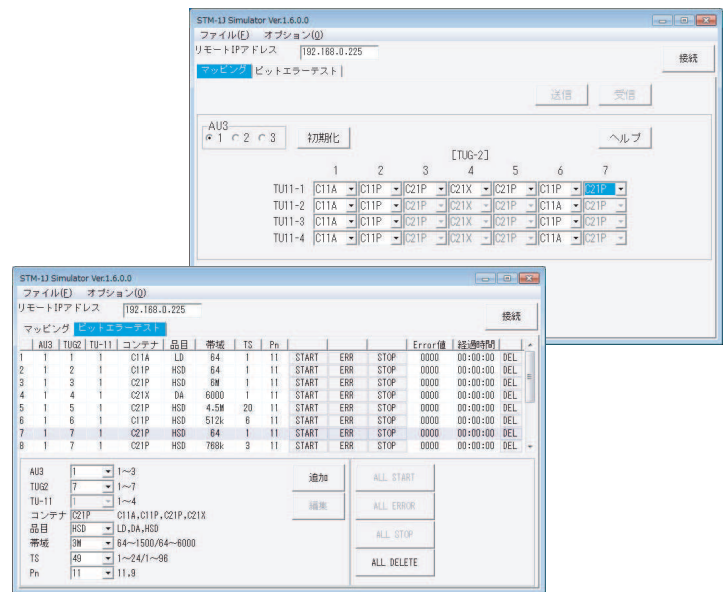 STM-1J Simulator Ver.1.6.0.0
ファイル(F) オプション(O)
リモートIPアドレス 192.168.0.225
接続
マッピング ビットエラーテスト
送信 受信
AU3
1 2 3 初期化 ヘルプ
[TUG-2]
1 2 3 4 5 6 7
TU11-1 C11A C11P C21P C21X C21P C11P C21P
TU11-2 C11A C11P C21P C21X C21P C11A C21P
TU11-3 C11A C11P C21P C21X C21P C11P C21P
TU11-4 C11A C11P C21P C21X C21P C11A C21P
STM-1J Simulator Ver.1.6.0.0
ファイル(F) オプション(O)
リモートIPアドレス 192.168.0.225
接続
マッピング ビットエラーテスト
AU3 TUG2 TU-11 コンテナ 品目 帯域 TS Pn Error値 経過時間
1 1 1 1 C11A LD 64 1 11 START ERR STOP 0000 00:00:00 DEL
2 1 2 1 C11P HSD 64 1 11 START ERR STOP 0000 00:00:00 DEL
3 1 3 1 C21P HSD 6M 1 11 START ERR STOP 0000 00:00:00 DEL
4 1 4 1 C21X DA 6000 1 11 START ERR STOP 0000 00:00:00 DEL
5 1 5 1 C21P HSD 4.5M 20 11 START ERR STOP 0000 00:00:00 DEL
6 1 6 1 C11P HSD 512k 6 11 START ERR STOP 0000 00:00:00 DEL
7 1 7 1 C21P HSD 64 1 11 START ERR STOP 0000 00:00:00 DEL
8 1 7 1 C21P HSD 768k 3 11 START ERR STOP 0000 00:00:00 DEL
AU3 1 1～3 追加 ALL START
TUG2 7 1～7
TU-11 1 1～4 編集 ALL ERROR
コンテナ C21P C11A,C11P,C21P,C21X
品目 HSD LD,DA,HSD ALL STOP
帯域 3M 64～1500/64～6000
TS 49 1～24/1～96 ALL DELETE
Pn 11 11,9